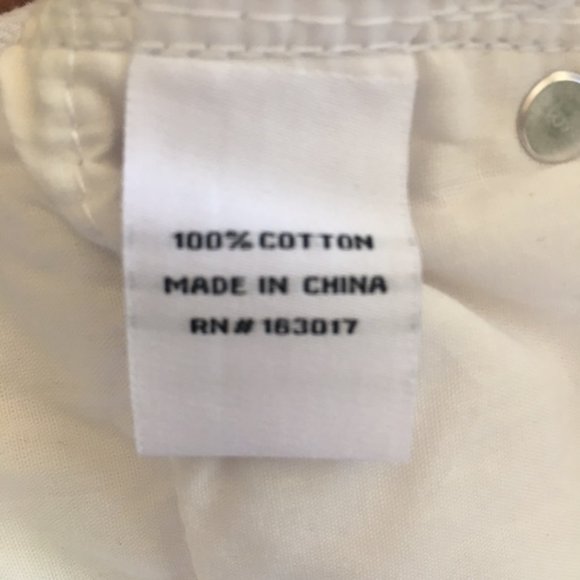 100% COTTON
MADE IN CHINA
RN# 163017